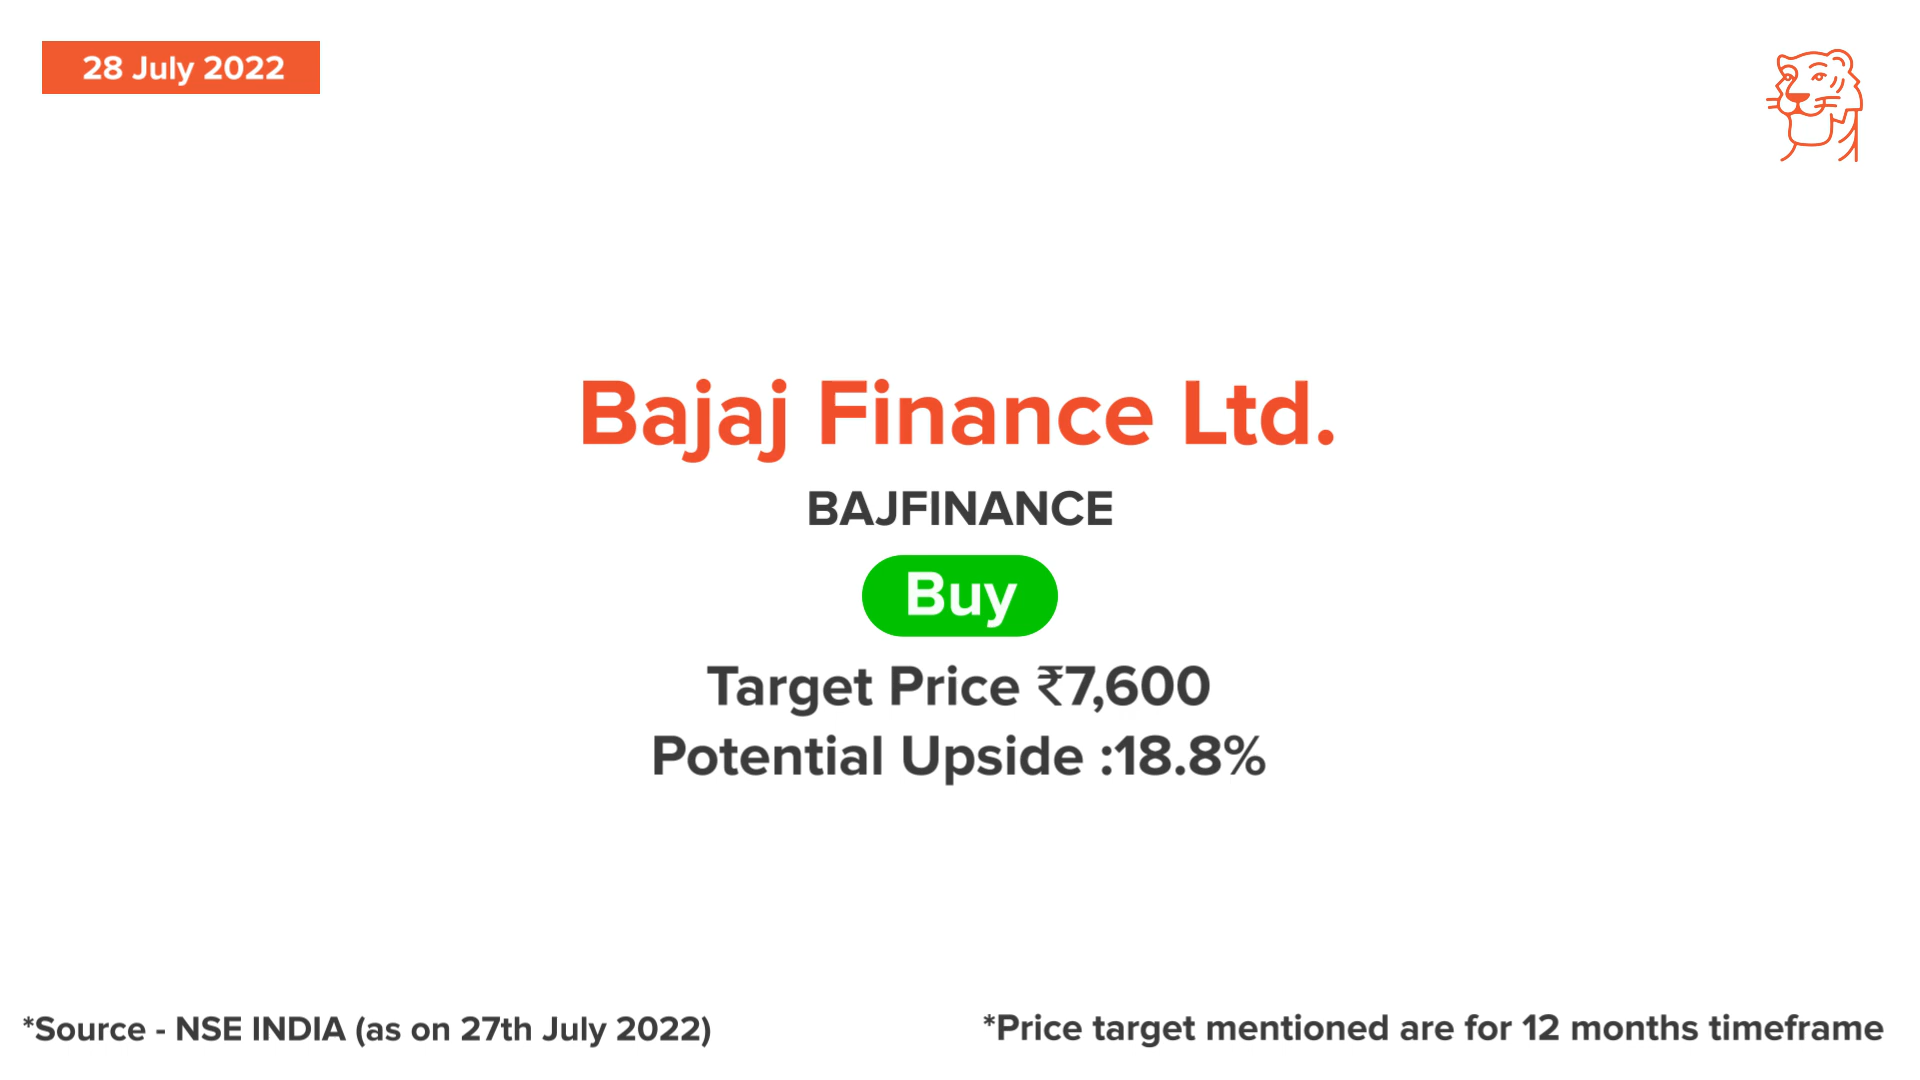 28 July 2022
Bajaj Finance Ltd.
BAJFINANCE
Buy
Target Price ₹7,600
Potential Upside :18.8%
*Source - NSE INDIA (as on 27th July 2022)
*Price target mentioned are for 12 months timeframe